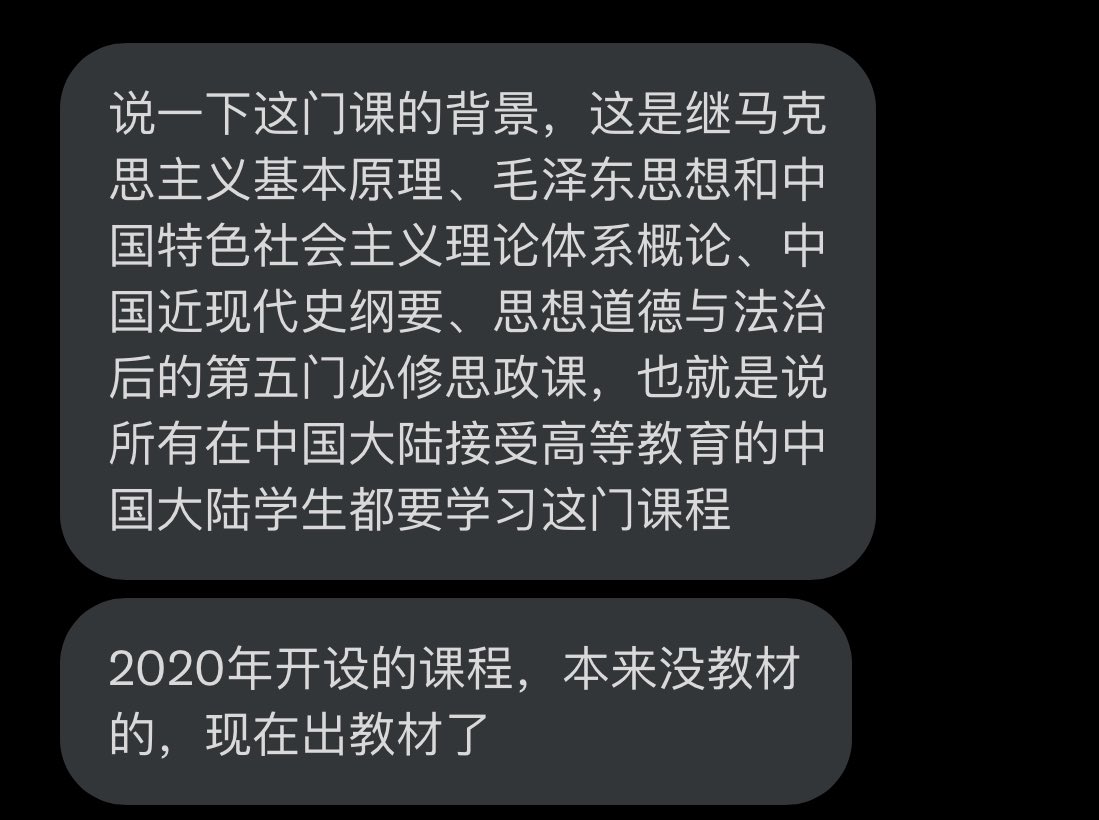 说一下这门课的背景，这是继马克
思主义基本原理、毛泽东思想和中
国特色社会主义理论体系概论、中
国近现代史纲要、思想道德与法治
后的第五门必修思政课，也就是说
所有在中国大陆接受高等教育的中
国大陆学生都要学习这门课程
2020年开设的课程，本来没教材
的，现在出教材了